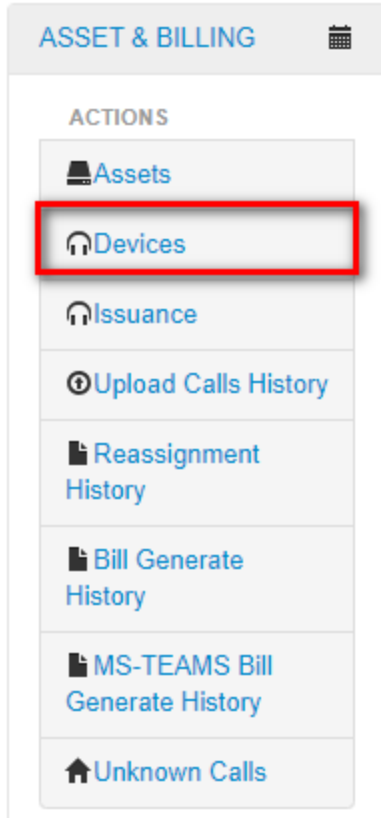 ASSET & BILLING
ACTIONS
Assets
Devices
Issuance
Upload Calls History
Reassignment
History
Bill Generate
History
MS-TEAMS Bill
Generate History
Unknown Calls